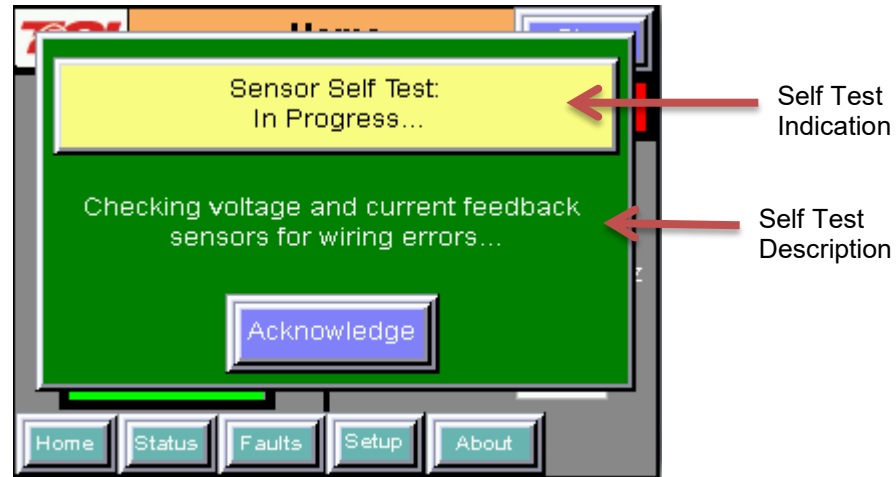 Sensor Self Test:
In Progress...
Self Test
Indication
Checking voltage and current feedback
sensors for wiring errors...
Self Test
Description
Acknowledge
Home
Status
Faults
Setup
About